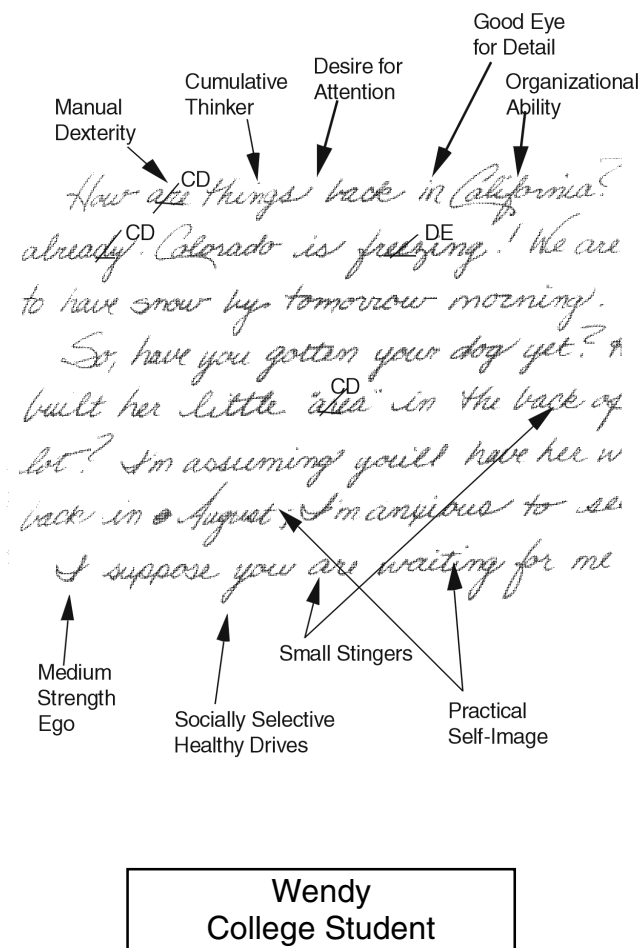 Good Eye
for Detail
Desire for
Attention
Cumulative
Thinker
Organizational
Ability
Manual
Dexterity
CD
How are things back in California?
CD
DE
already. Colorado is freezing! We are
to have snow by tomorrow morning.
So, have you gotten your dog yet?
CD
built her little "area" in the back of
lot? I'm assuming you'll have her
back in August; I'm anxious to
I suppose you are waiting for me
Small Stingers
Medium
Strength
Ego
Socially Selective
Healthy Drives
Practical
Self-Image
Wendy
College Student